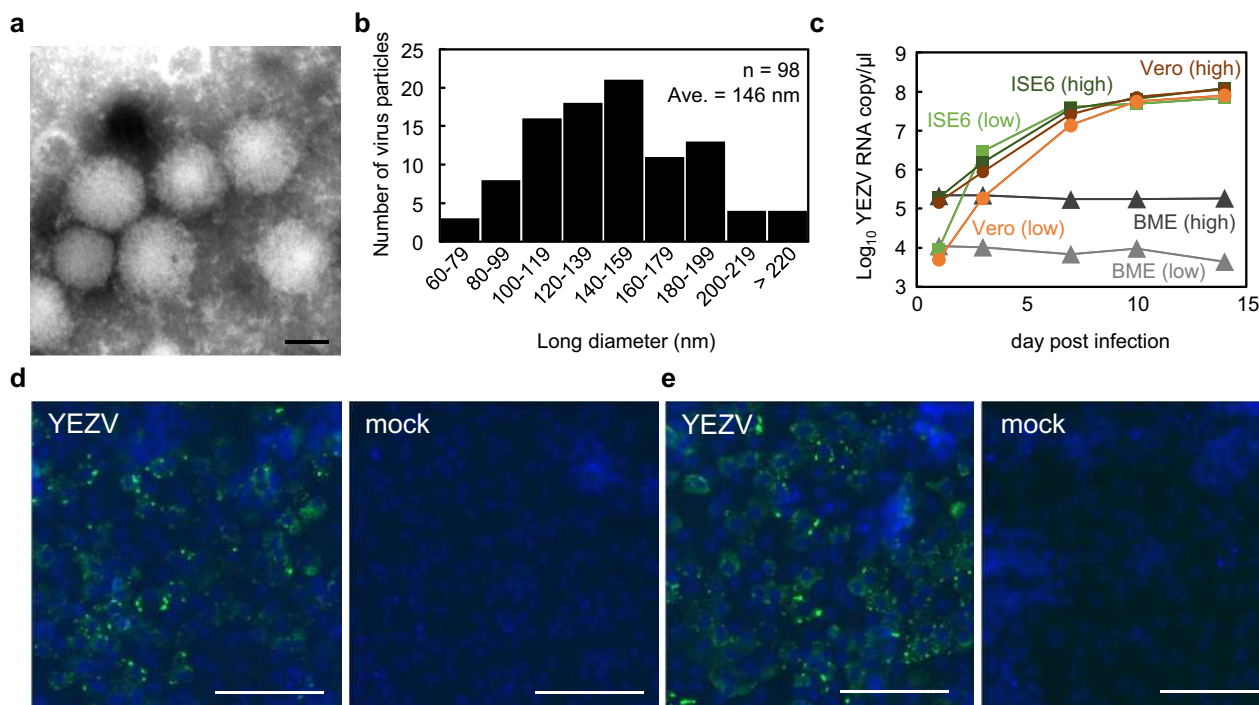 a
b
Number of virus particles
25
20
15
10
5
0
n = 98
Ave. = 146 nm
60-79
80-99
100-119
120-139
140-159
160-179
180-199
200-219
> 220
Long diameter (nm)
c
Log₁₀ YEZV RNA copy/µl
9
8
7
6
5
4
3
ISE6 (high)
Vero (high)
ISE6 (low)
BME (high)
Vero (low)
BME (low)
0
5
10
15
day post infection
d
YEZV
mock
e
YEZV
mock